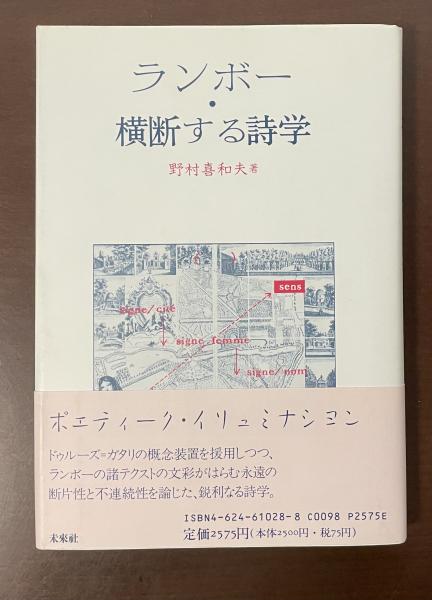 ランボー・
横断する詩学
野村喜和夫著
sens
signe/cité
signe/femme
signe/nom
ポエティーク・イリュミナシヨン
ドゥルーズ=ガタリの概念装置を援用しつつ、
ランボーの諸テクストの文彩がはらむ永遠の
断片性と不連続性を論じた、鋭利なる詩学。
ISBN4-624-61028-8 C0098 P2575E
未來社
定価2575円(本体2500円・税75円)